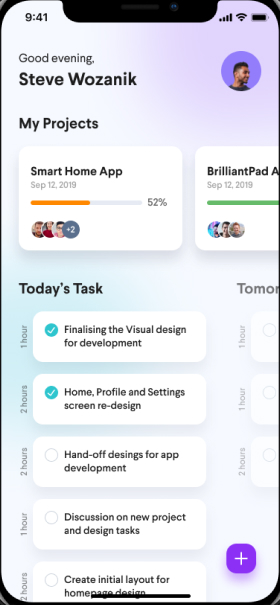 9:41
Good evening,
Steve Wozanik
My Projects
Smart Home App
Sep 12, 2019
52%
+2
BrilliantPad A
Sep 12, 2019
Today's Task
Tomor
1 hour
Finalising the Visual design
for development
1 hour
2 hours
Home, Profile and Settings
screen re-design
1 hour
2 hours
Hand-off desings for app
development
2 hours
1 hour
Discussion on new project
and design tasks
2 hours
Create initial layout for
homepage design